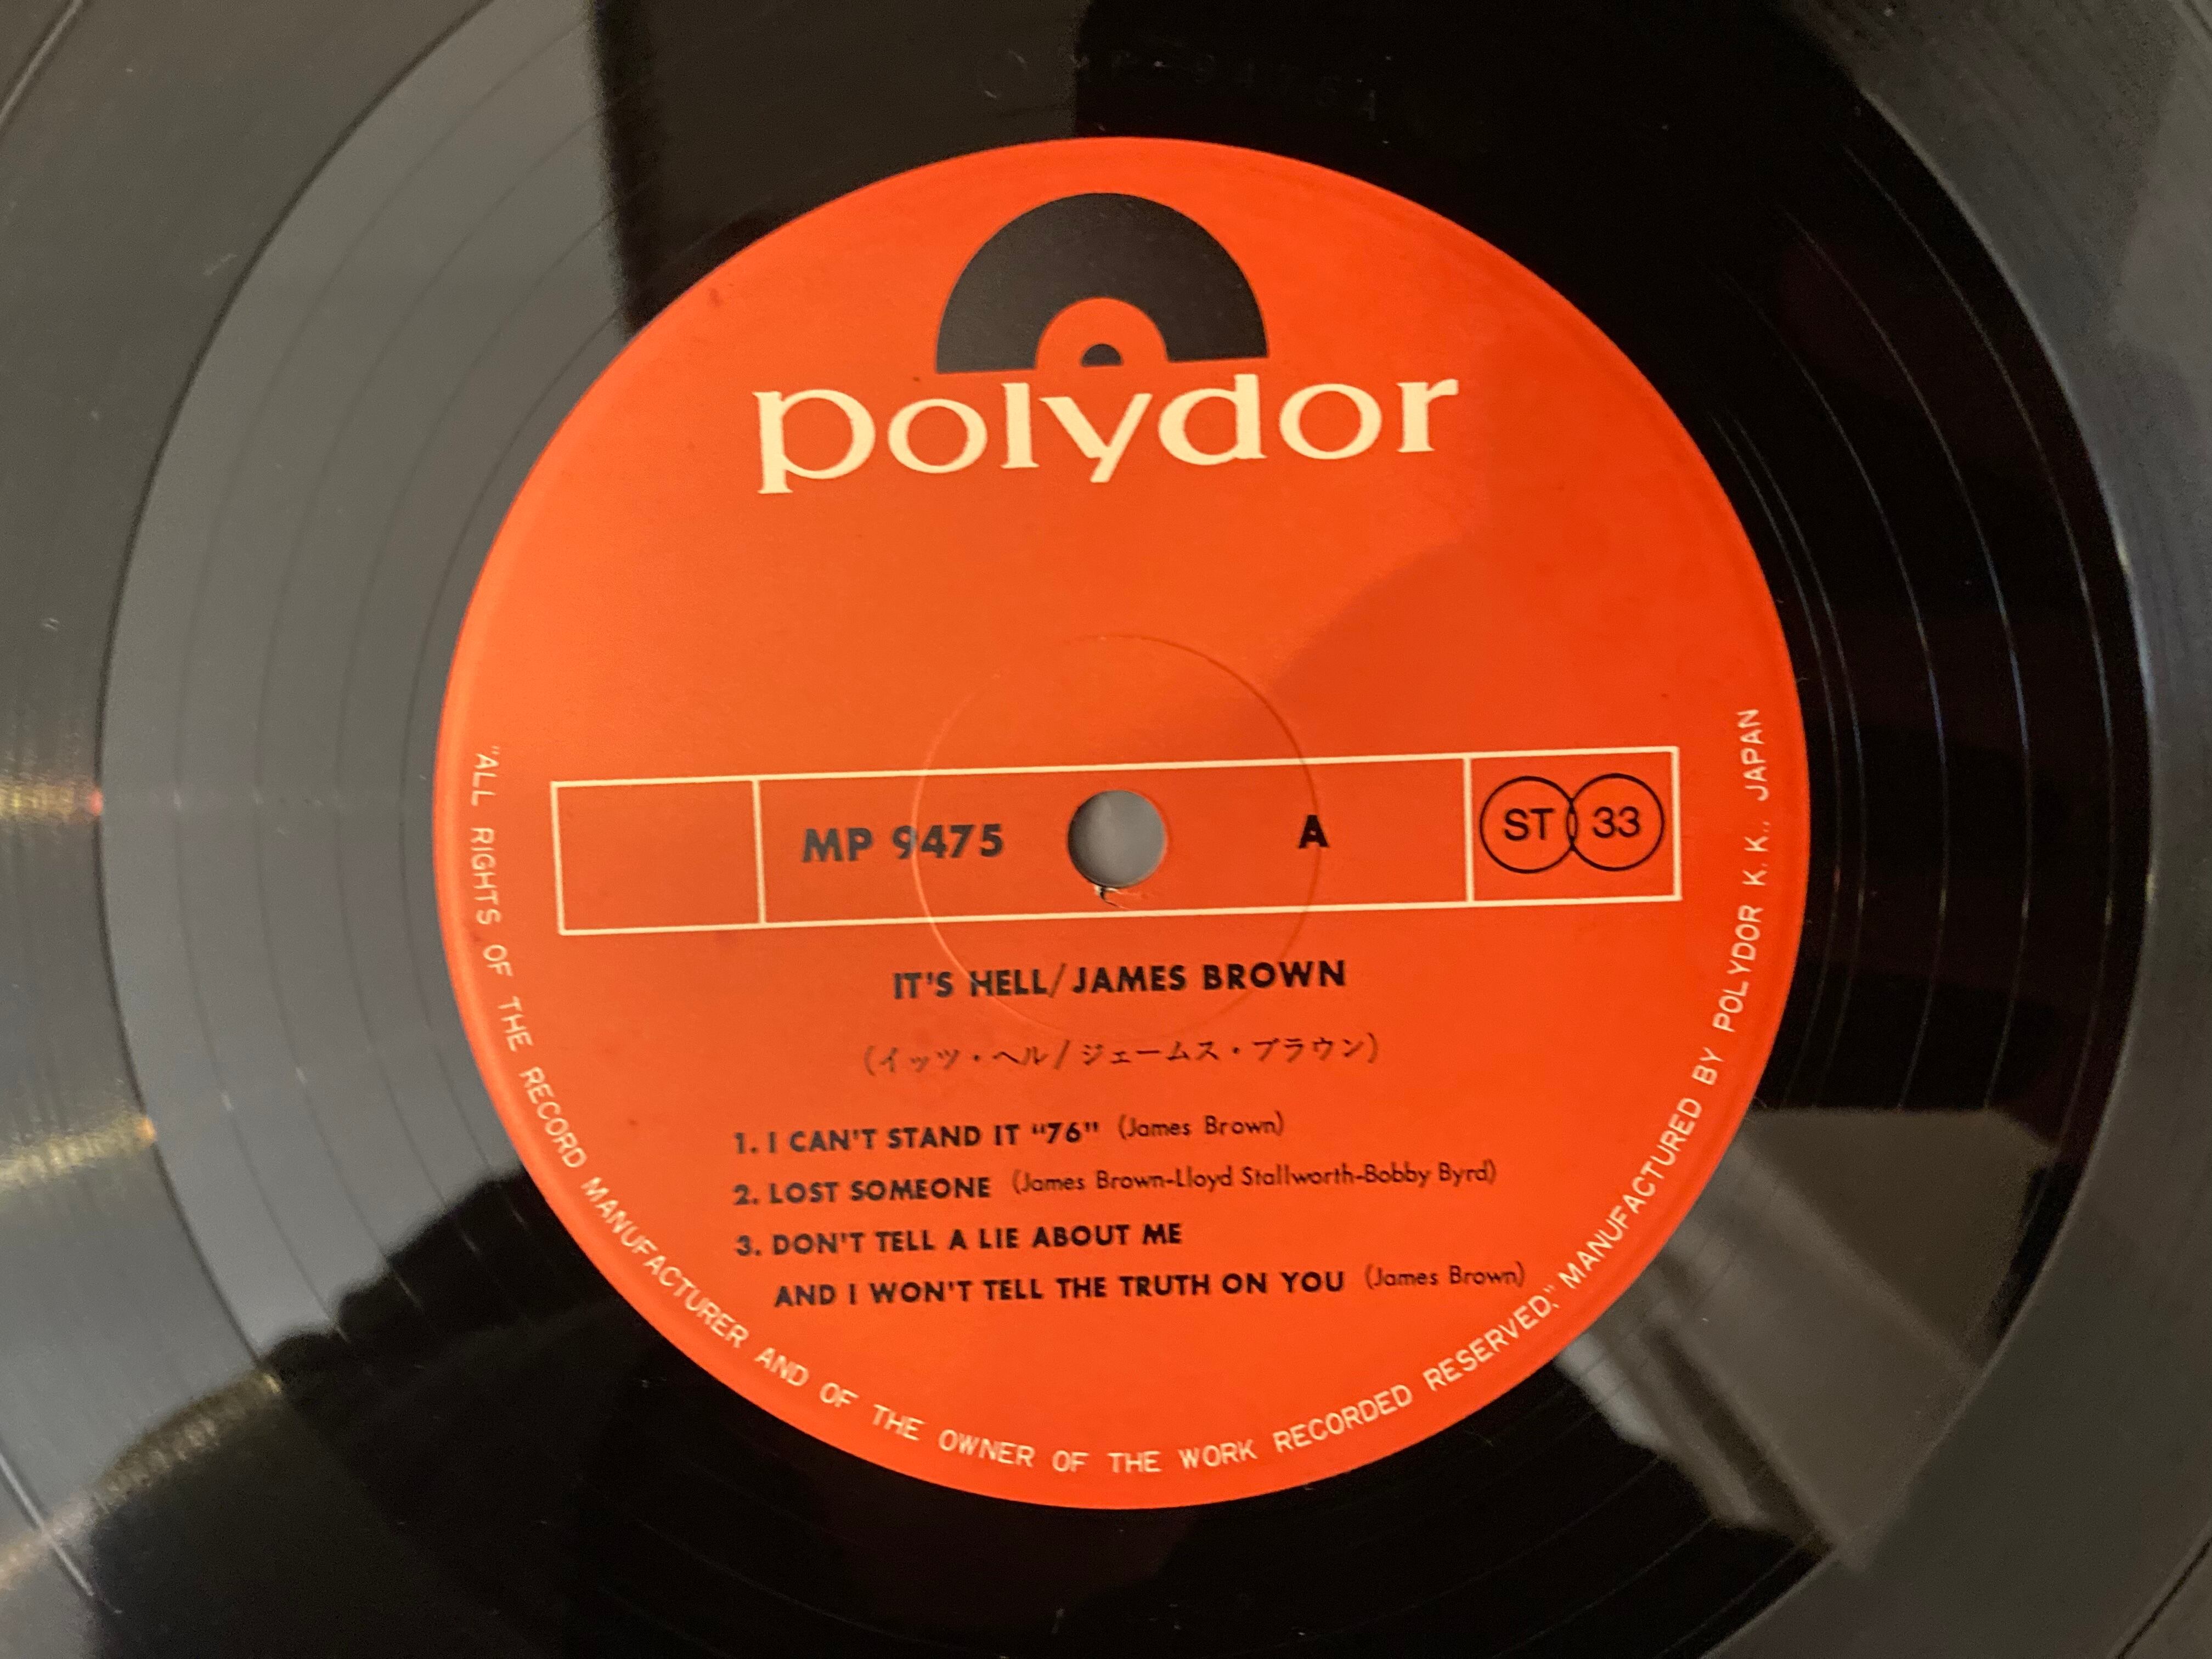 polydor
MP 9475 A ST 33
IT'S HELL/JAMES BROWN
(イッツ・ヘル/ジェームス・ブラウン)
1. I CAN'T STAND IT "76" (James Brown)
2. LOST SOMEONE (James Brown-Lloyd Stallworth-Bobby Byrd)
3. DON'T TELL A LIE ABOUT ME
AND I WON'T TELL THE TRUTH ON YOU (James Brown)
"ALL RIGHTS OF THE RECORD MANUFACTURER AND OF THE OWNER OF THE WORK RECORDED RESERVED," MANUFACTURED BY POLYDOR K. K., JAPAN